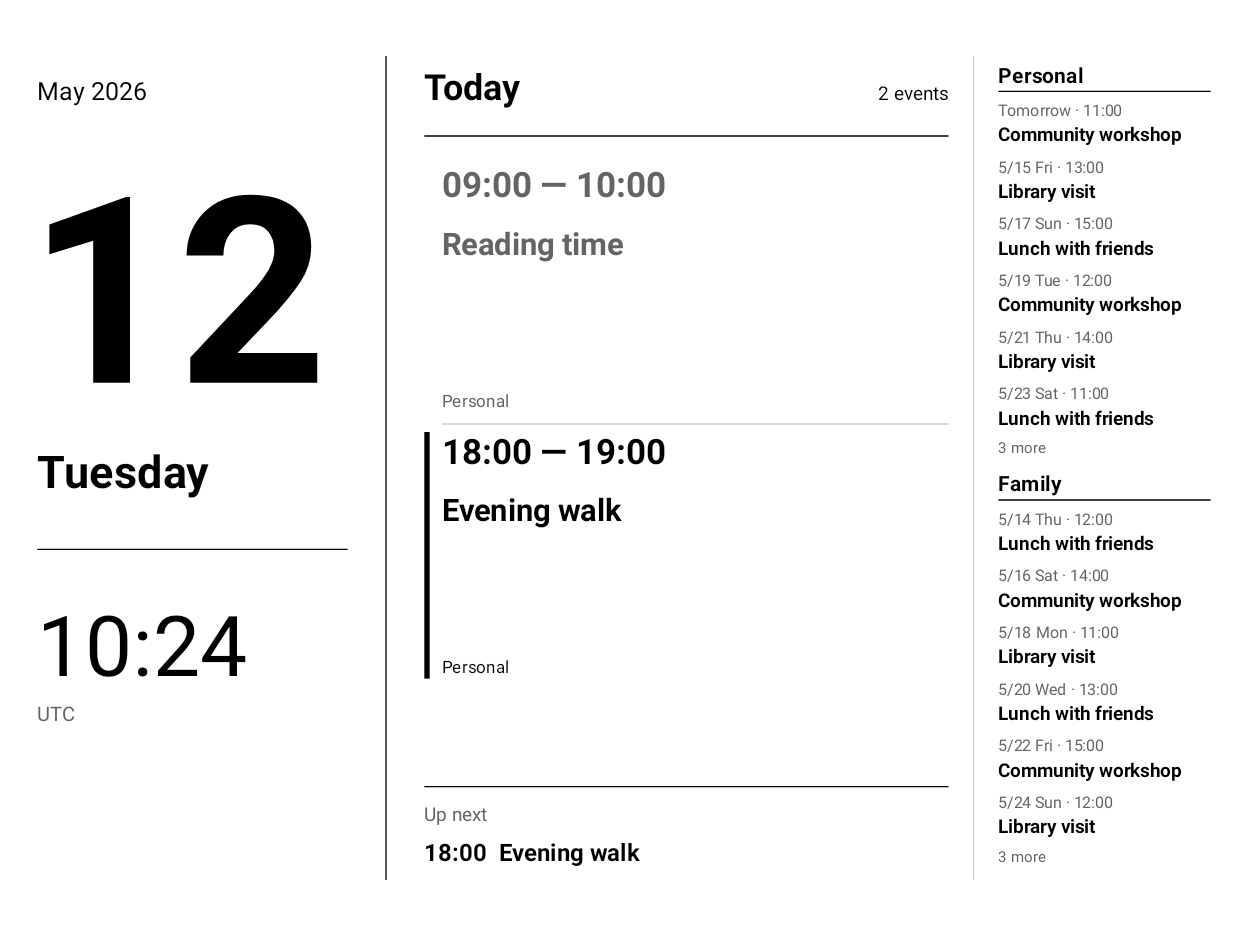 May 2026
12
Tuesday
10:24
UTC
Today
2 events
09:00 — 10:00
Reading time
Personal
18:00 — 19:00
Evening walk
Personal
Up next
18:00 Evening walk
Personal
Tomorrow · 11:00
Community workshop
5/15 Fri · 13:00
Library visit
5/17 Sun · 15:00
Lunch with friends
5/19 Tue · 12:00
Community workshop
5/21 Thu · 14:00
Library visit
5/23 Sat · 11:00
Lunch with friends
3 more
Family
5/14 Thu · 12:00
Lunch with friends
5/16 Sat · 14:00
Community workshop
5/18 Mon · 11:00
Library visit
5/20 Wed · 13:00
Lunch with friends
5/22 Fri · 15:00
Community workshop
5/24 Sun · 12:00
Library visit
3 more